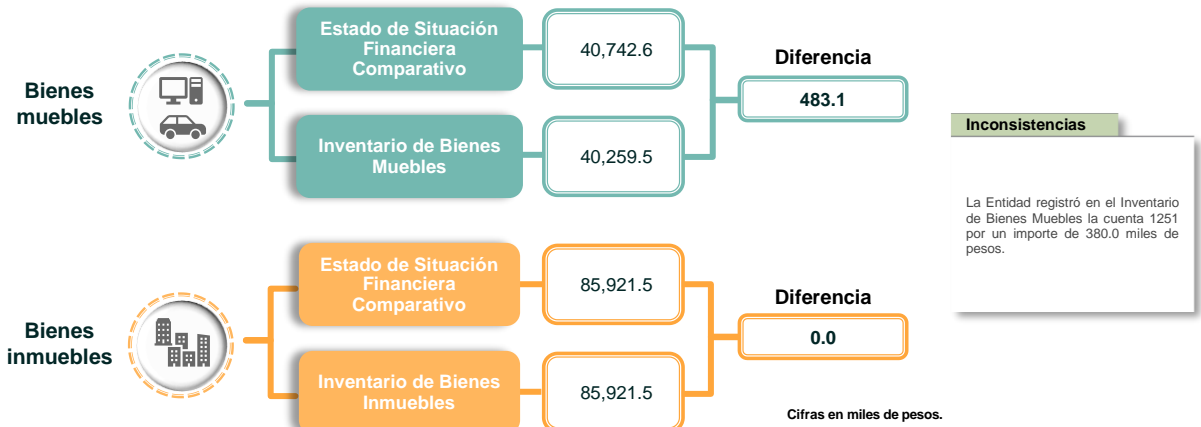 Bienes
muebles
Estado de Situación
Financiera
Comparativo
40,742.6
Inventario de Bienes
Muebles
40,259.5
Diferencia
483.1
Inconsistencias
La Entidad registró en el Inventario
de Bienes Muebles la cuenta 1251
por un importe de 380.0 miles de
pesos.
Bienes
inmuebles
Estado de Situación
Financiera
Comparativo
85,921.5
Inventario de Bienes
Inmuebles
85,921.5
Diferencia
0.0
Cifras en miles de pesos.